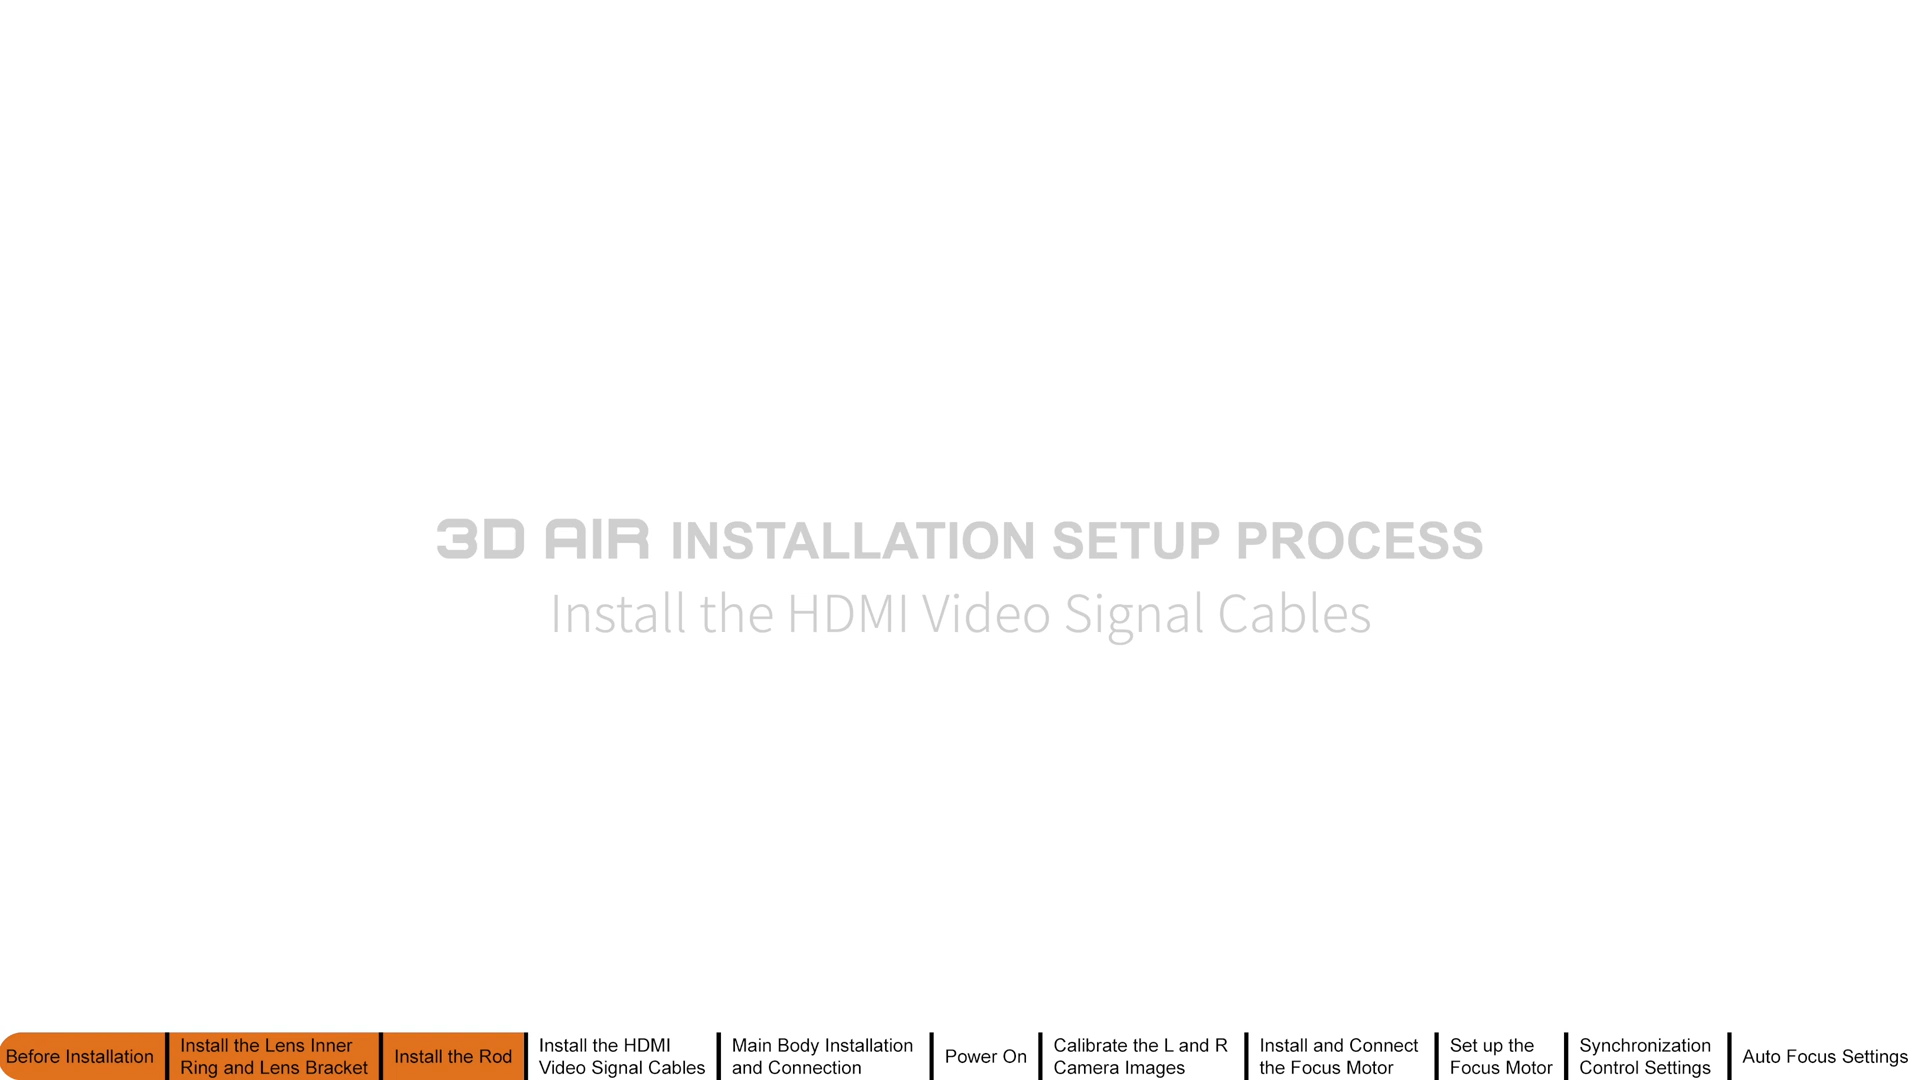 3D AIR INSTALLATION SETUP PROCESS
Install the HDMI Video Signal Cables
Before Installation
Install the Lens Inner
Ring and Lens Bracket
Install the Rod
Install the HDMI
Video Signal Cables
Main Body Installation
and Connection
Power On
Calibrate the L and R
Camera Images
Install and Connect
the Focus Motor
Set up the
Focus Motor
Synchronization
Control Settings
Auto Focus Settings